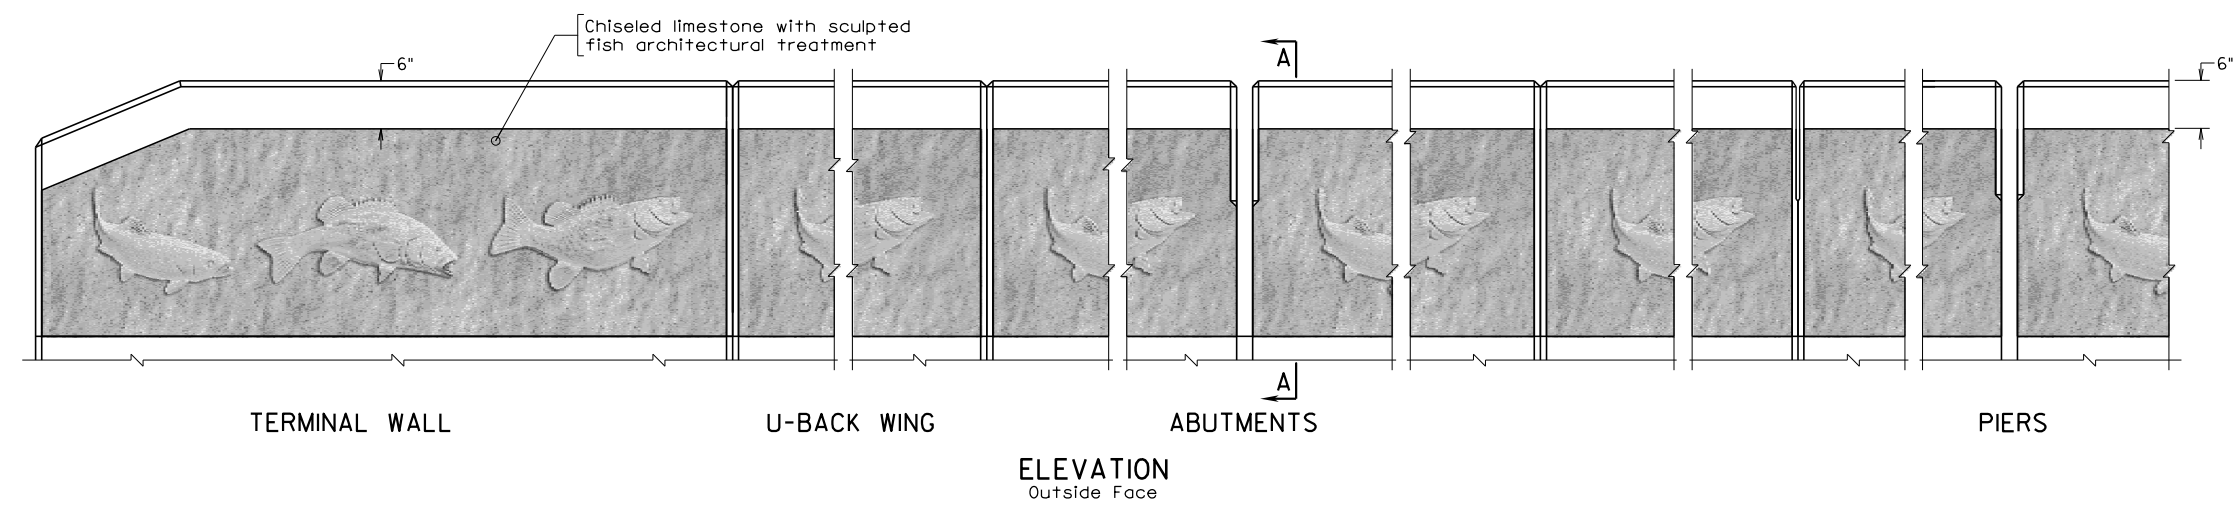 Chiseled limestone with sculpted
fish architectural treatment
6"
A
6"
A
TERMINAL WALL
U-BACK WING
ABUTMENTS
PIERS
ELEVATION
Outside Face